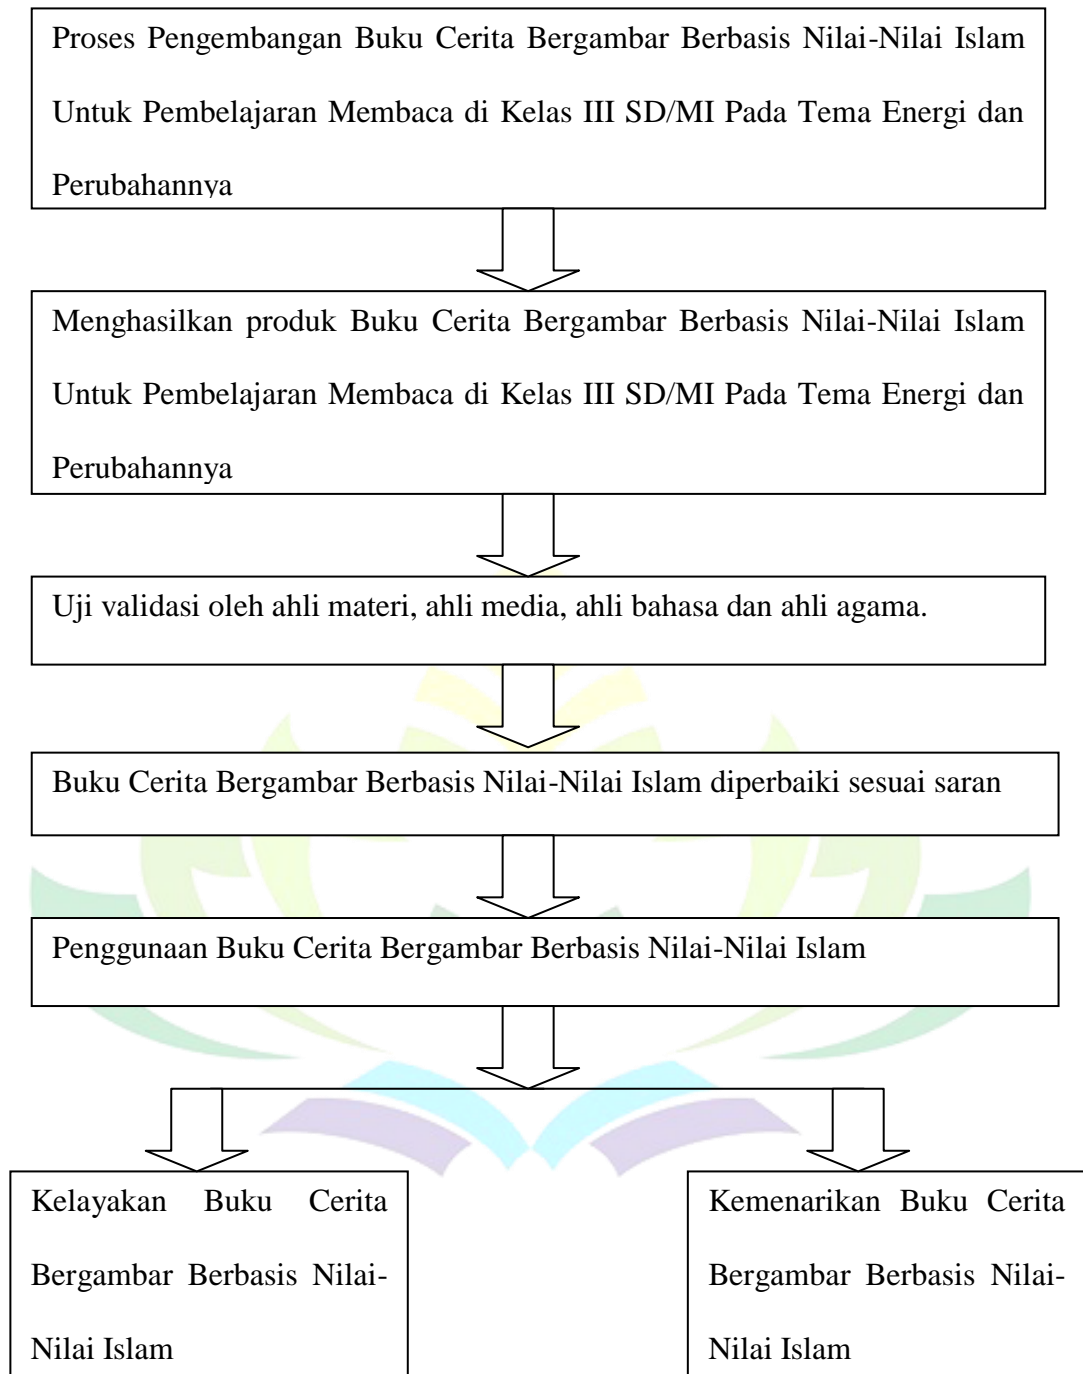 Proses Pengembangan Buku Cerita Bergambar Berbasis Nilai-Nilai Islam
Untuk Pembelajaran Membaca di Kelas III SD/MI Pada Tema Energi dan
Perubahannya
Menghasilkan produk Buku Cerita Bergambar Berbasis Nilai-Nilai Islam
Untuk Pembelajaran Membaca di Kelas III SD/MI Pada Tema Energi dan
Perubahannya
Uji validasi oleh ahli materi, ahli media, ahli bahasa dan ahli agama.
Buku Cerita Bergambar Berbasis Nilai-Nilai Islam diperbaiki sesuai saran
Penggunaan Buku Cerita Bergambar Berbasis Nilai-Nilai Islam
Kelayakan Buku Cerita
Bergambar Berbasis Nilai-
Nilai Islam
Kemenarikan Buku Cerita
Bergambar Berbasis Nilai-
Nilai Islam